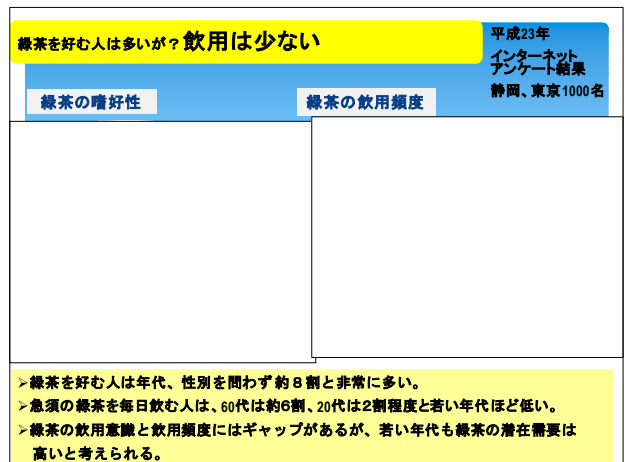 緑茶を好む人は多いが？飲用は少ない
平成23年
インターネット
アンケート結果
静岡、東京1000名
緑茶の嗜好性
緑茶の飲用頻度
➢緑茶を好む人は年代、性別を問わず約８割と非常に多い。
➢急須の緑茶を毎日飲む人は、60代は約6割、20代は２割程度と若い年代ほど低い。
➢緑茶の飲用意識と飲用頻度にはギャップがあるが、若い年代も緑茶の潜在需要は
高いと考えられる。